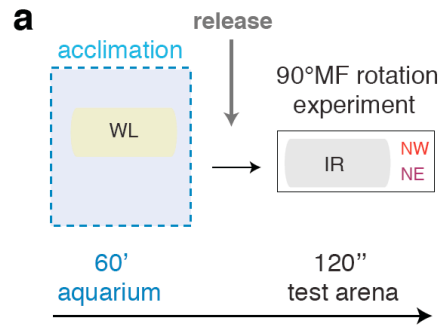 a
release
acclimation
WL
90°MF rotation
experiment
IR
NW
NE
60'
aquarium
120''
test arena